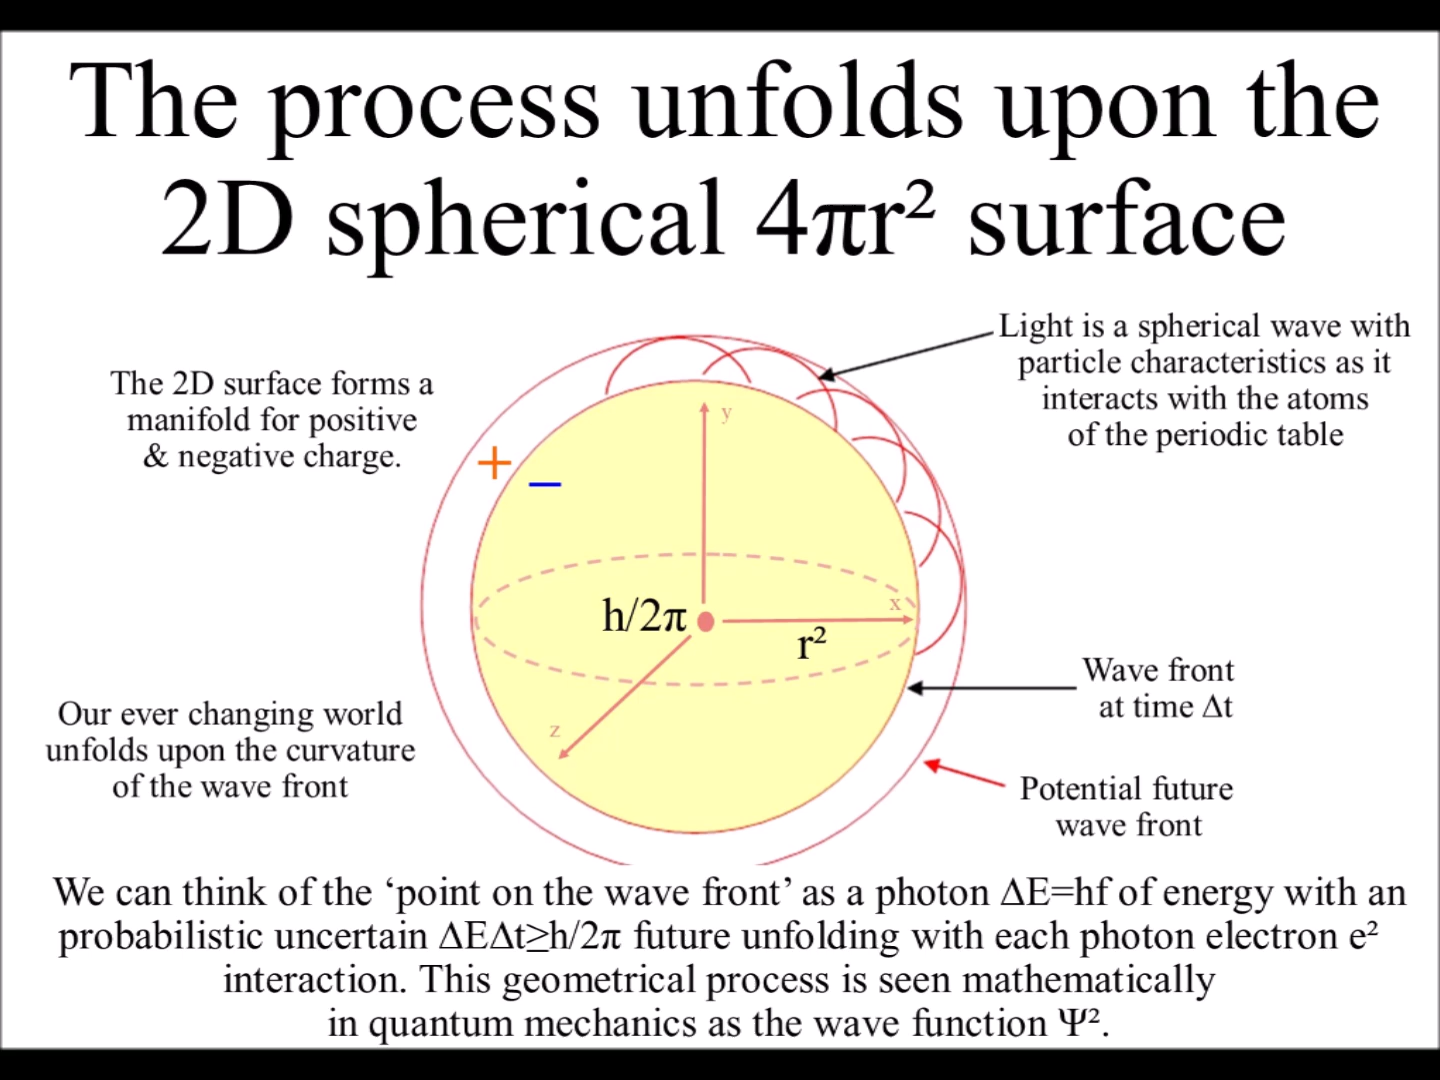 The process unfolds upon the
2D spherical 4πr² surface
Light is a spherical wave with
particle characteristics as it
interacts with the atoms
of the periodic table
The 2D surface forms a
manifold for positive
& negative charge.
+
−
y
x
z
h/2π
r²
Wave front
at time Δt
Our ever changing world
unfolds upon the curvature
of the wave front
Potential future
wave front
We can think of the ‘point on the wave front’ as a photon ΔE=hf of energy with an
probabilistic uncertain ΔEΔt≥h/2π future unfolding with each photon electron e²
interaction. This geometrical process is seen mathematically
in quantum mechanics as the wave function Ψ².